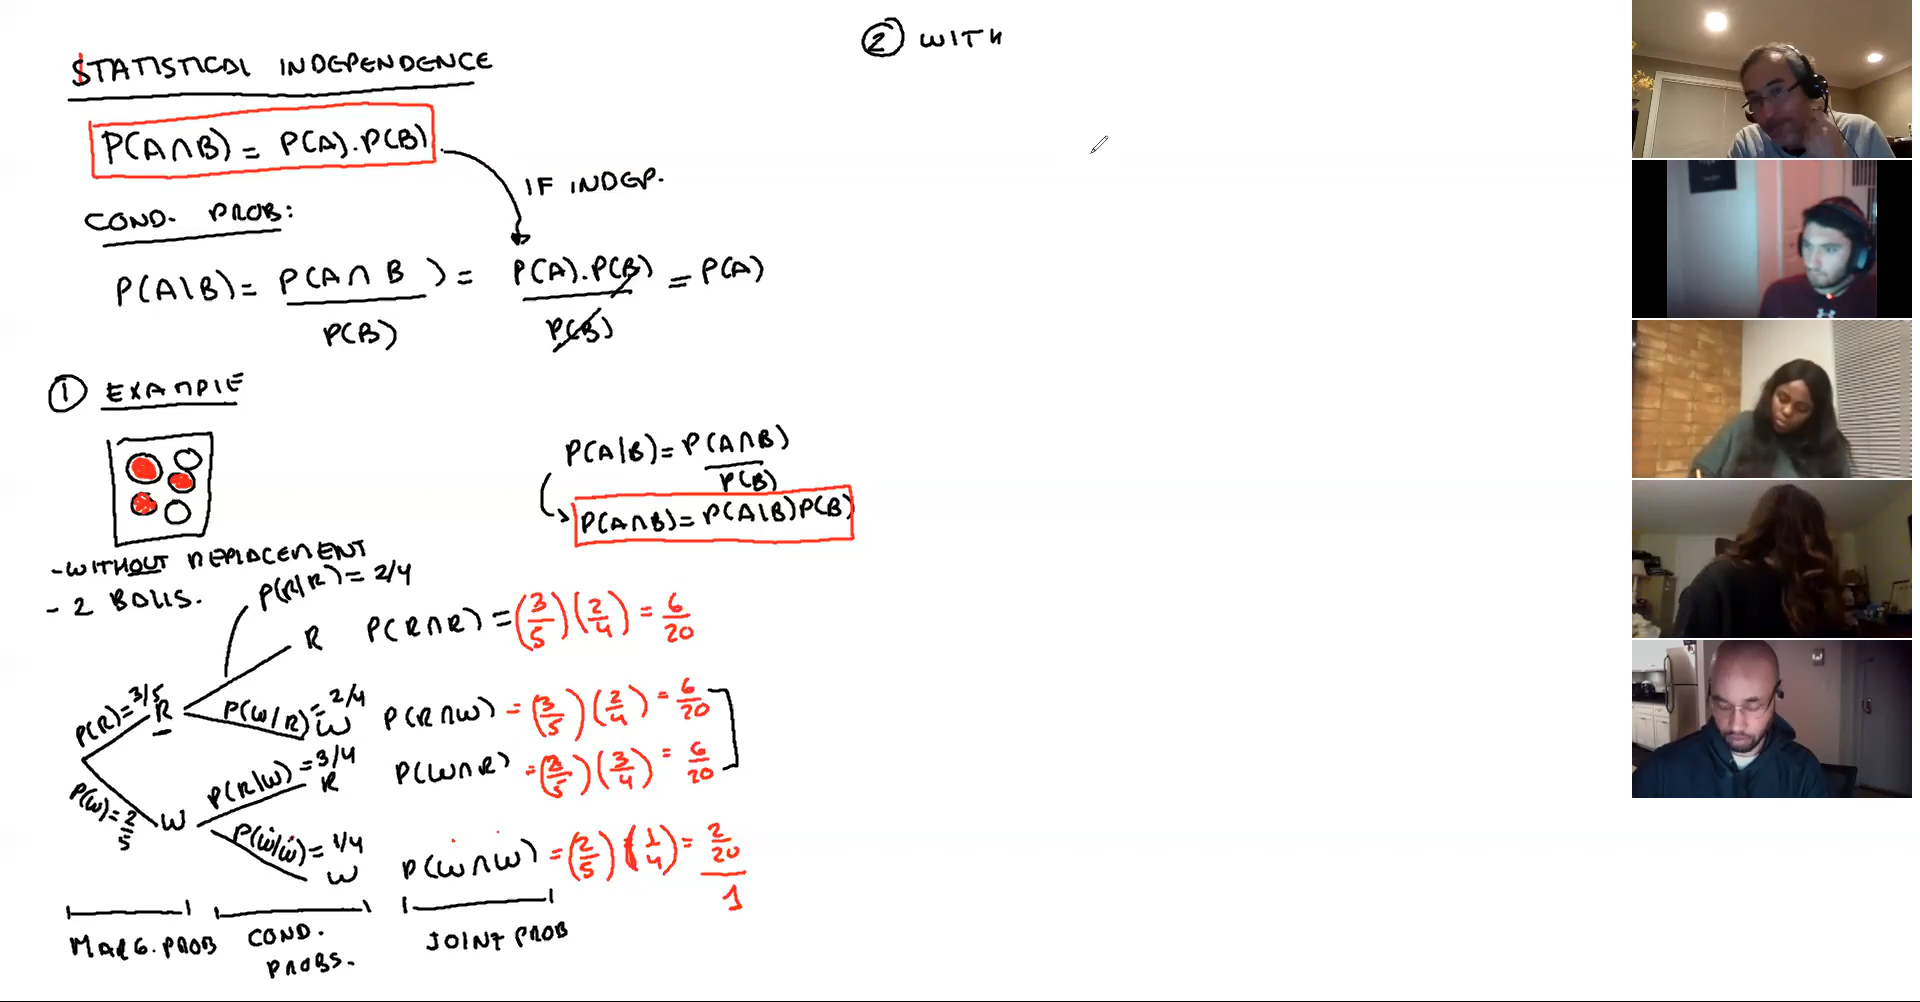 STATISTICAL INDEPENDENCE
P(A∩B) = P(A).P(B)
IF INDEP.
COND. PROB:
P(A\B) = P(A∩B) / P(B) = P(A).P(B) / P(B) = P(A)
① EXAMPLE
P(A|B) = P(A∩B) / P(B)
P(A∩B) = P(A|B)P(B)
- WITHOUT REPLACEMENT
- 2 BALLS.
P(R/R) = 2/4
R P(R∩R) = (3/5)(2/4) = 6/20
P(R) = 3/5 R
P(W/R) = 2/4
W P(R∩W) = (3/5)(2/4) = 6/20
P(R/W) = 3/4
R P(W∩R) = (2/5)(3/4) = 6/20
P(W) = 2/5 W
P(W/W) = 1/4
W P(W∩W) = (2/5)(1/4) = 2/20
1
MARG. PROB
COND. PROBS.
JOINT PROB
② WITH